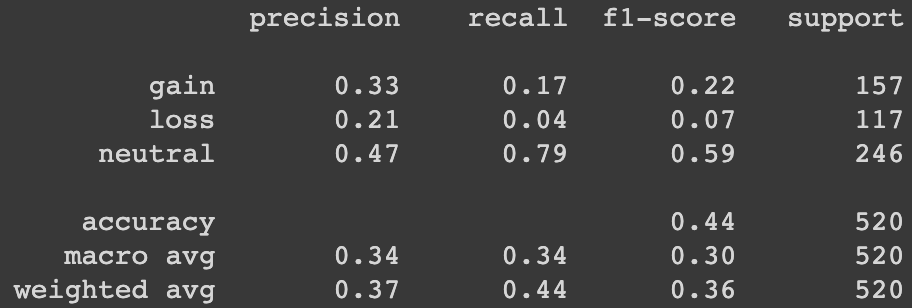 precision recall f1-score support
gain 0.33 0.17 0.22 157
loss 0.21 0.04 0.07 117
neutral 0.47 0.79 0.59 246
accuracy 0.44 520
macro avg 0.34 0.34 0.30 520
weighted avg 0.37 0.44 0.36 520